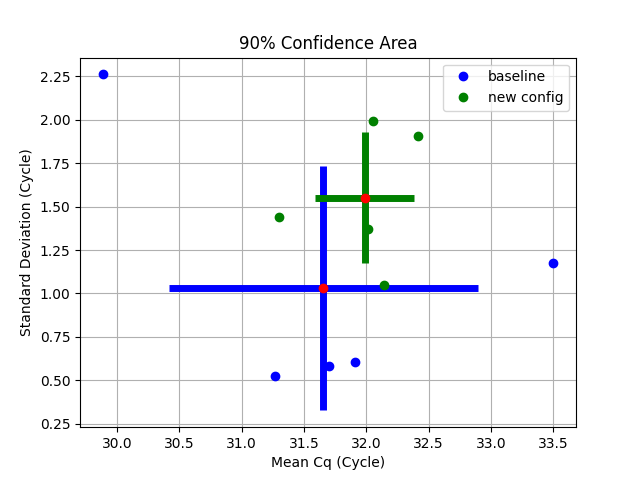 90% Confidence Area
baseline
new config
2.25
2.00
1.75
1.50
1.25
1.00
0.75
0.50
0.25
Standard Deviation (Cycle)
30.0 30.5 31.0 31.5 32.0 32.5 33.0 33.5
Mean Cq (Cycle)